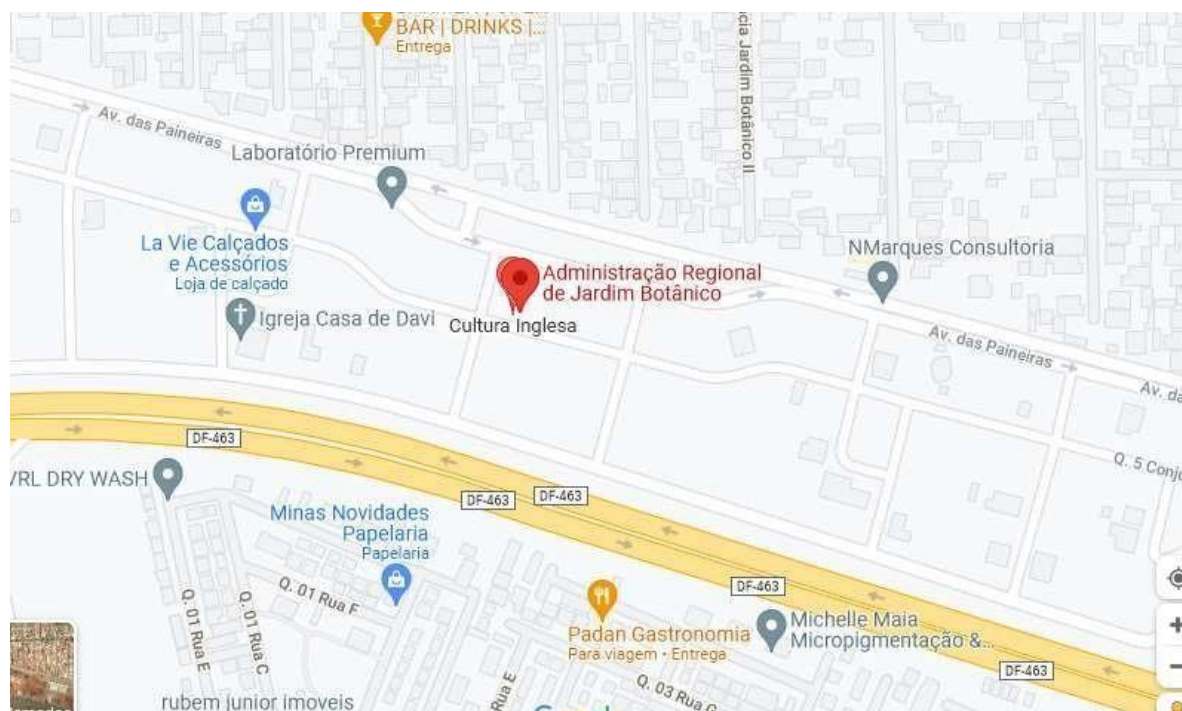 BAR | DRINKS |...
Entrega
Jardim Botânico II
Av. das Paineiras
Laboratório Premium
La Vie Calçados
e Acessórios
Loja de calçado
NMarques Consultoria
Administração Regional
de Jardim Botânico
Igreja Casa de Davi
Cultura Inglesa
Av. das Paineiras
Av. da
DF-463
Q. 5 Conj
VRL DRY WASH
DF-463
DF-463
Minas Novidades
Papelaria
Papelaria
DF-463
Q. 01 Rua F
Q. 01 Rua E
Q. 01 Rua C
Padan Gastronomia
Para viagem • Entrega
Michelle Maia
Micropigmentação &...
DF-463
Rua E
Q. 03 Rua
rubem junior Imoveis